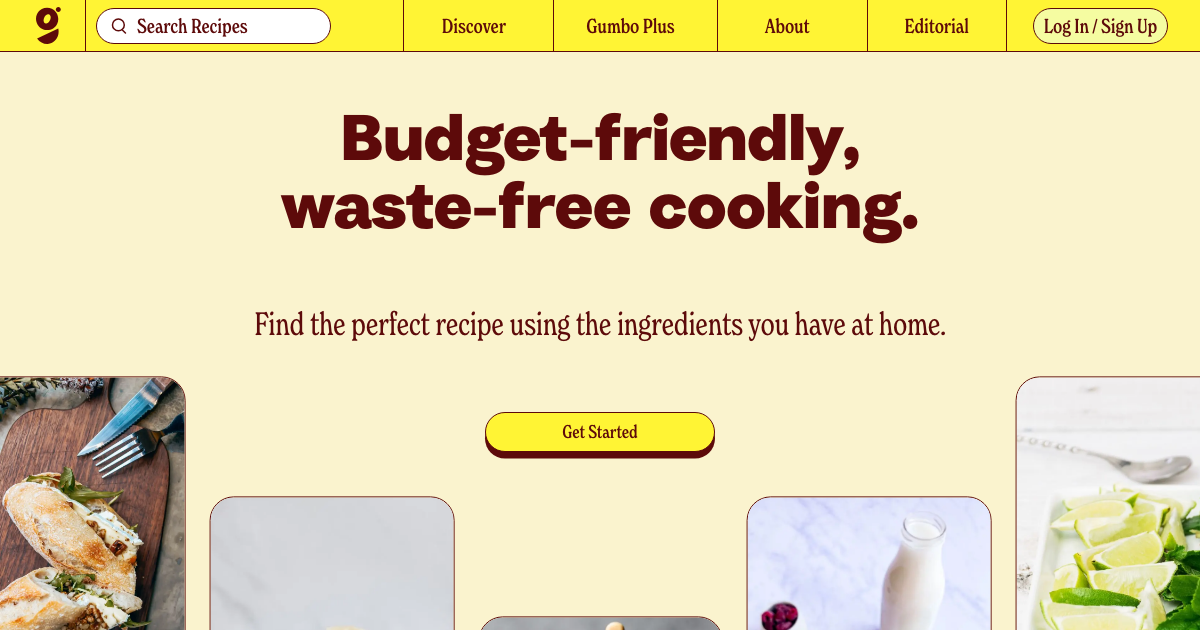 g
Search Recipes
Discover
Gumbo Plus
About
Editorial
Log In / Sign Up
Budget-friendly,
waste-free cooking.
Find the perfect recipe using the ingredients you have at home.
Get Started